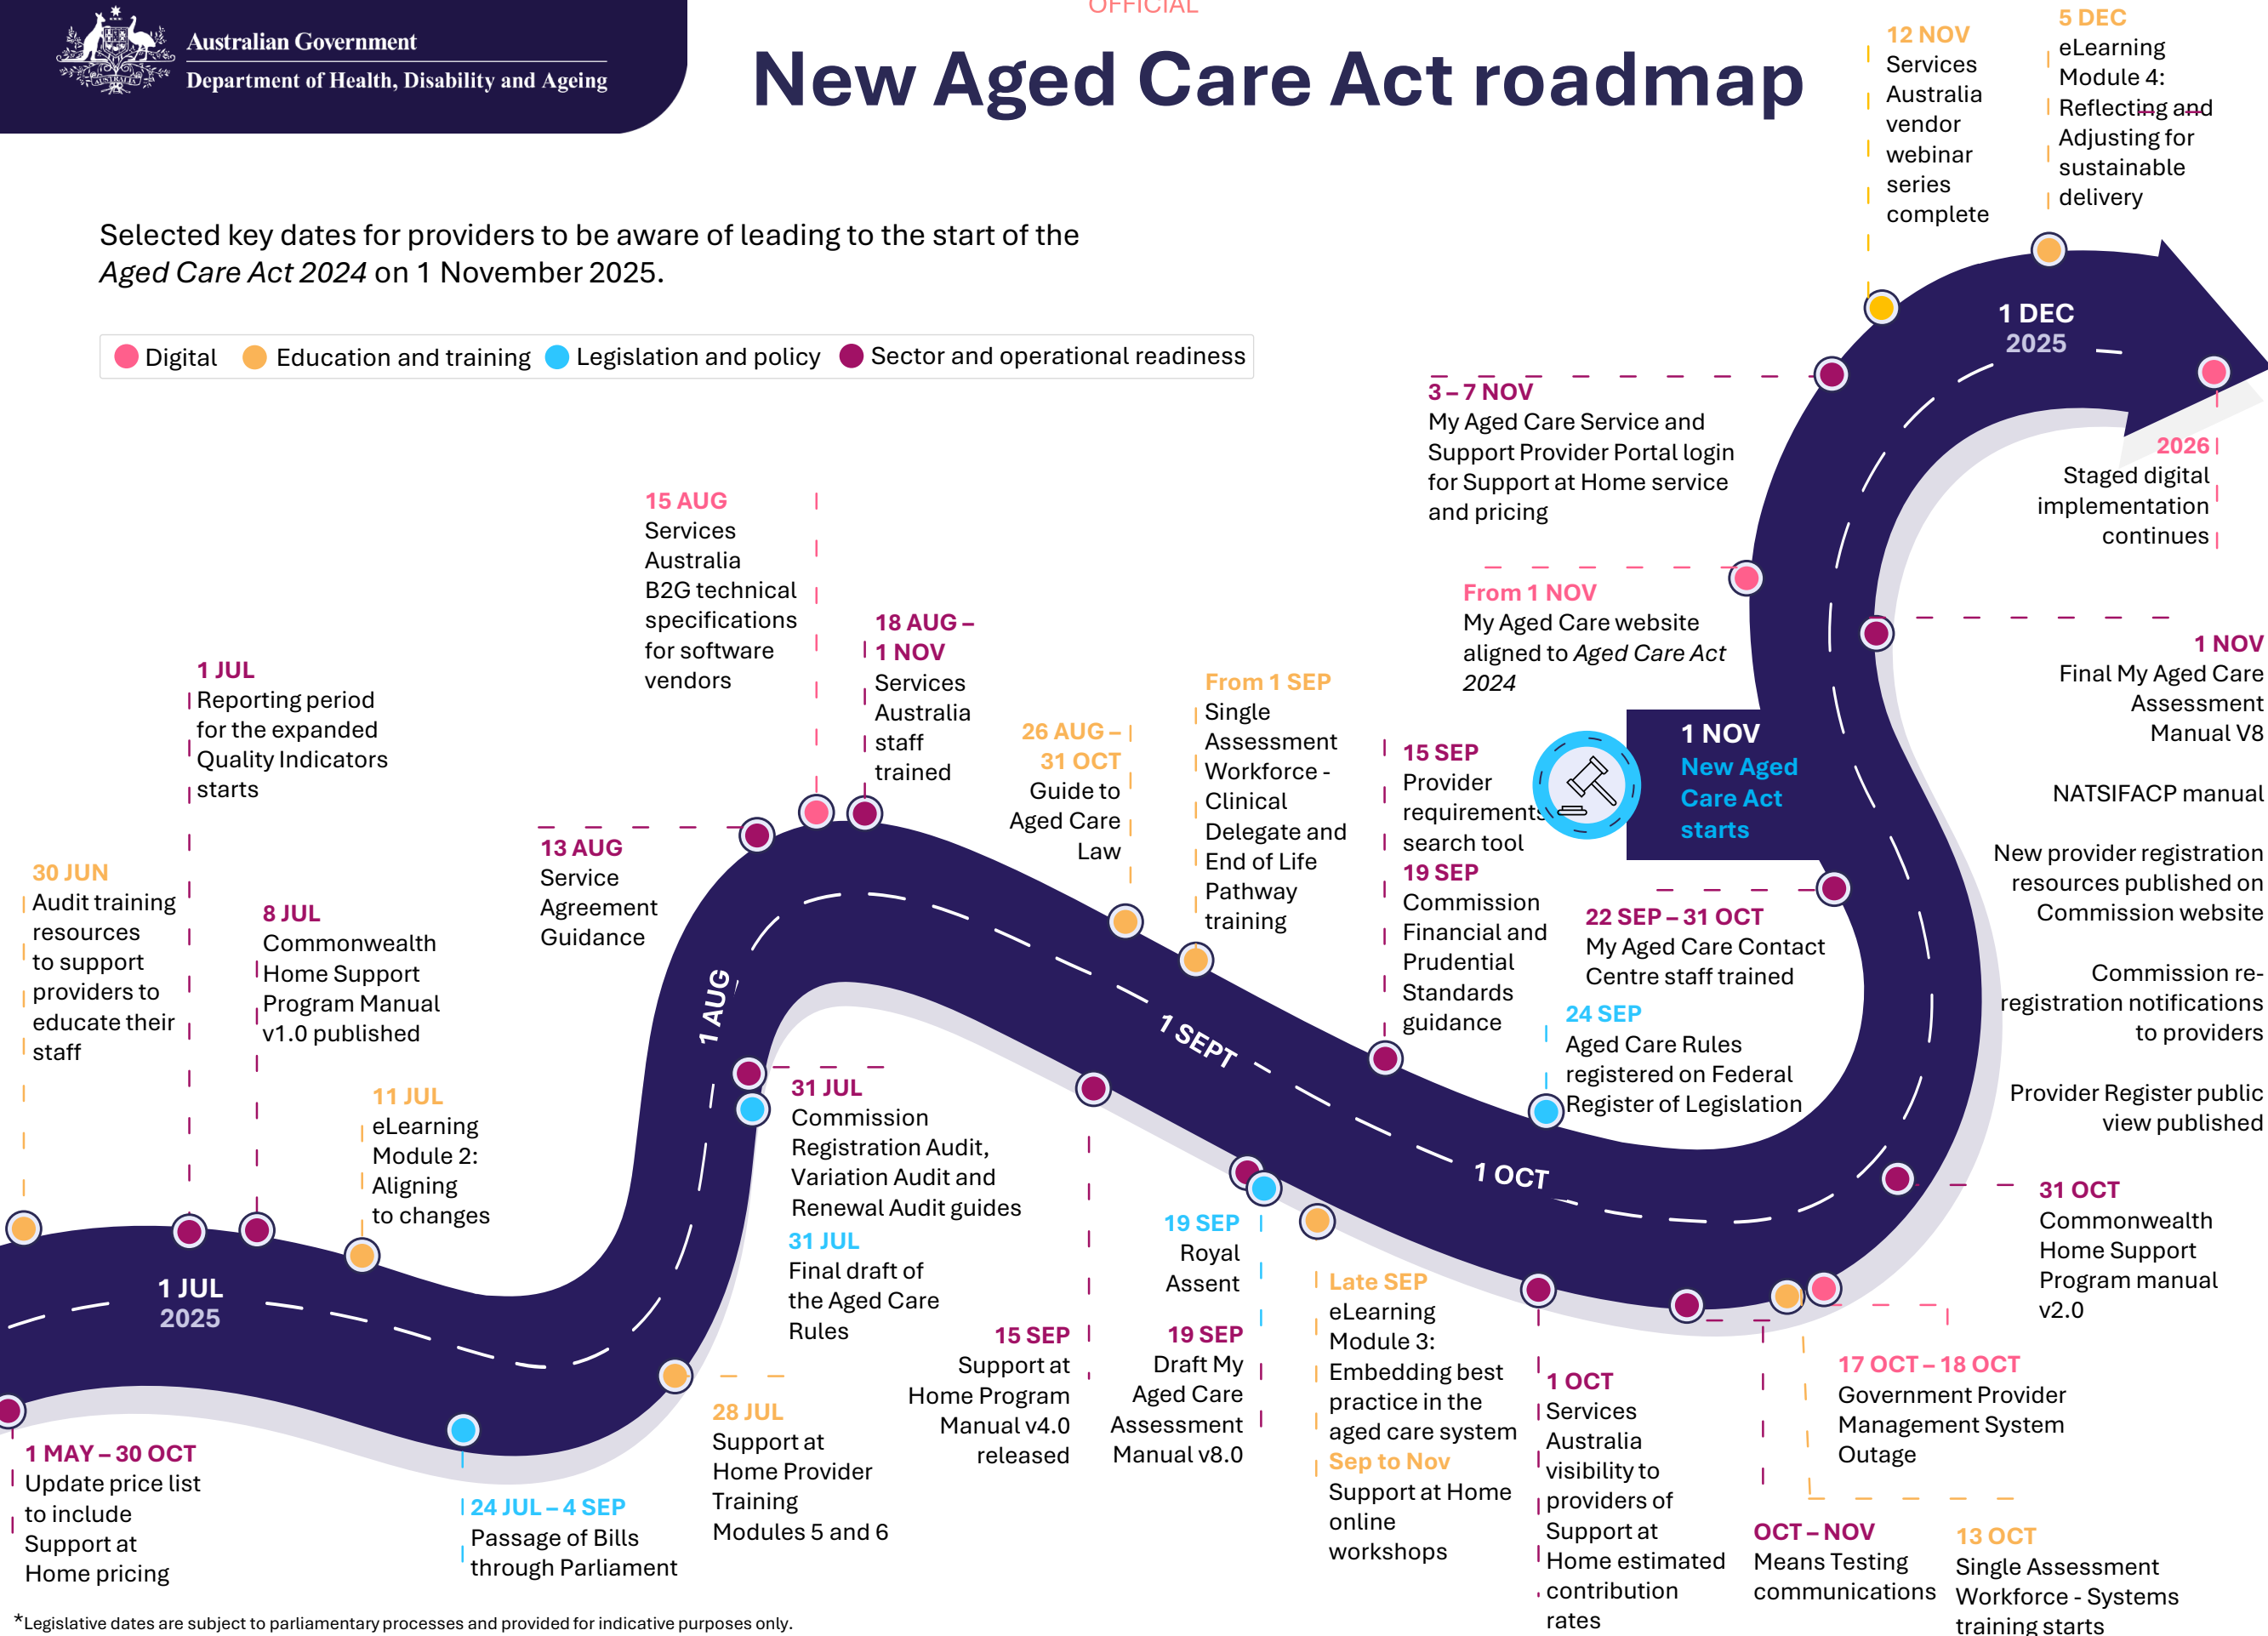 OFFICIAL
Australian Government
Department of Health, Disability and Ageing
New Aged Care Act roadmap
Selected key dates for providers to be aware of leading to the start of the
Aged Care Act 2024 on 1 November 2025.
Digital
Education and training
Legislation and policy
Sector and operational readiness
1 MAY – 30 OCT
Update price list
to include
Support at
Home pricing
30 JUN
Audit training
resources
to support
providers to
educate their
staff
1 JUL
2025
1 JUL
Reporting period
for the expanded
Quality Indicators
starts
8 JUL
Commonwealth
Home Support
Program Manual
v1.0 published
11 JUL
eLearning
Module 2:
Aligning
to changes
24 JUL – 4 SEP
Passage of Bills
through Parliament
28 JUL
Support at
Home Provider
Training
Modules 5 and 6
31 JUL
Commission
Registration Audit,
Variation Audit and
Renewal Audit guides
31 JUL
Final draft of
the Aged Care
Rules
1 AUG
13 AUG
Service
Agreement
Guidance
15 AUG
Services
Australia
B2G technical
specifications
for software
vendors
18 AUG –
1 NOV
Services
Australia
staff
trained
26 AUG –
31 OCT
Guide to
Aged Care
Law
1 SEPT
From 1 SEP
Single
Assessment
Workforce -
Clinical
Delegate and
End of Life
Pathway
training
15 SEP
Support at
Home Program
Manual v4.0
released
15 SEP
Provider
requirements
search tool
19 SEP
Commission
Financial and
Prudential
Standards
guidance
19 SEP
Royal
Assent
19 SEP
Draft My
Aged Care
Assessment
Manual v8.0
22 SEP – 31 OCT
My Aged Care Contact
Centre staff trained
24 SEP
Aged Care Rules
registered on Federal
Register of Legislation
Late SEP
eLearning
Module 3:
Embedding best
practice in the
aged care system
Sep to Nov
Support at Home
online
workshops
1 OCT
1 OCT
Services
Australia
visibility to
providers of
Support at
Home estimated
contribution
rates
OCT – NOV
Means Testing
communications
13 OCT
Single Assessment
Workforce - Systems
training starts
17 OCT – 18 OCT
Government Provider
Management System
Outage
31 OCT
Commonwealth
Home Support
Program manual
v2.0
1 NOV
New Aged
Care Act
starts
From 1 NOV
My Aged Care website
aligned to Aged Care Act
2024
1 NOV
Final My Aged Care
Assessment
Manual V8
NATSIFACP manual
New provider registration
resources published on
Commission website
Commission re-
registration notifications
to providers
Provider Register public
view published
3 – 7 NOV
My Aged Care Service and
Support Provider Portal login
for Support at Home service
and pricing
12 NOV
Services
Australia
vendor
webinar
series
complete
1 DEC
2025
5 DEC
eLearning
Module 4:
Reflecting and
Adjusting for
sustainable
delivery
2026
Staged digital
implementation
continues
*Legislative dates are subject to parliamentary processes and provided for indicative purposes only.